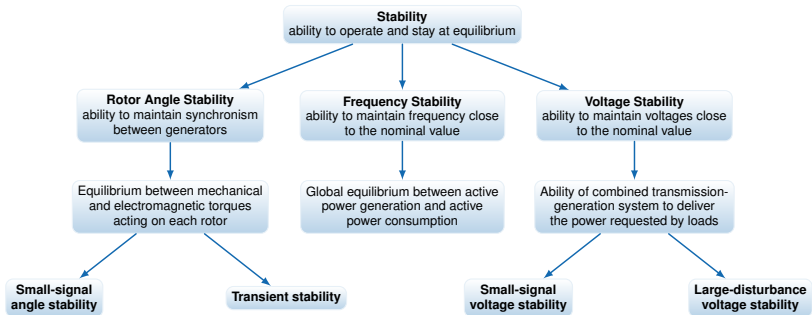 Stability
ability to operate and stay at equilibrium
Rotor Angle Stability
ability to maintain synchronism
between generators
Frequency Stability
ability to maintain frequency close
to the nominal value
Voltage Stability
ability to maintain voltages close
to the nominal value
Equilibrium between mechanical
and electromagnetic torques
acting on each rotor
Global equilibrium between active
power generation and active
power consumption
Ability of combined transmission-
generation system to deliver
the power requested by loads
Small-signal
angle stability
Transient stability
Small-signal
voltage stability
Large-disturbance
voltage stability